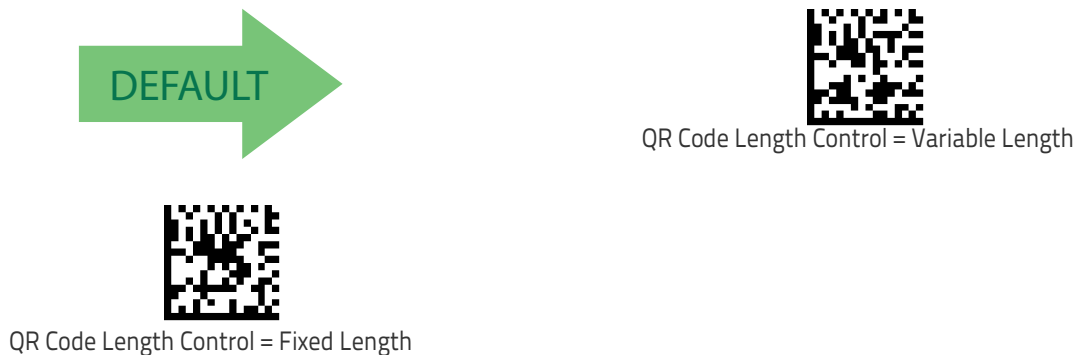 DEFAULT
QR Code Length Control = Variable Length
QR Code Length Control = Fixed Length